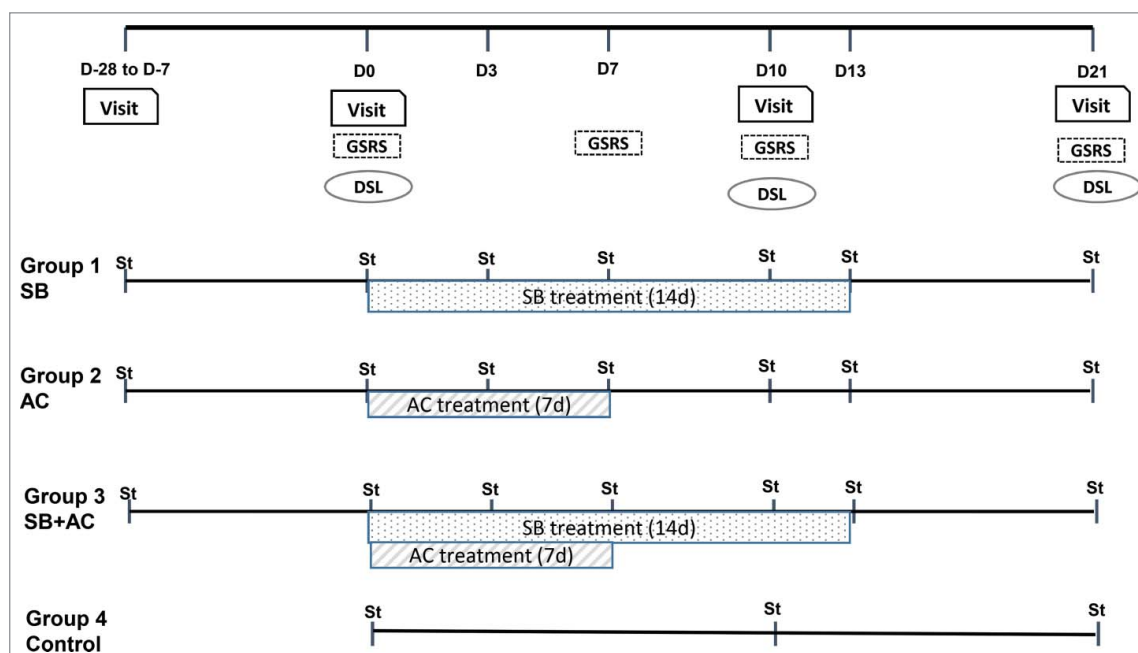 D-28 to D-7 D0 D3 D7 D10 D13 D21
Visit Visit Visit Visit
GSRS GSRS GSRS GSRS
DSL DSL DSL
St St St St St St St
Group 1
SB
SB treatment (14d)
St St St St St St St
Group 2
AC
AC treatment (7d)
St St St St St St St
Group 3
SB+AC
SB treatment (14d)
AC treatment (7d)
St St St
Group 4
Control